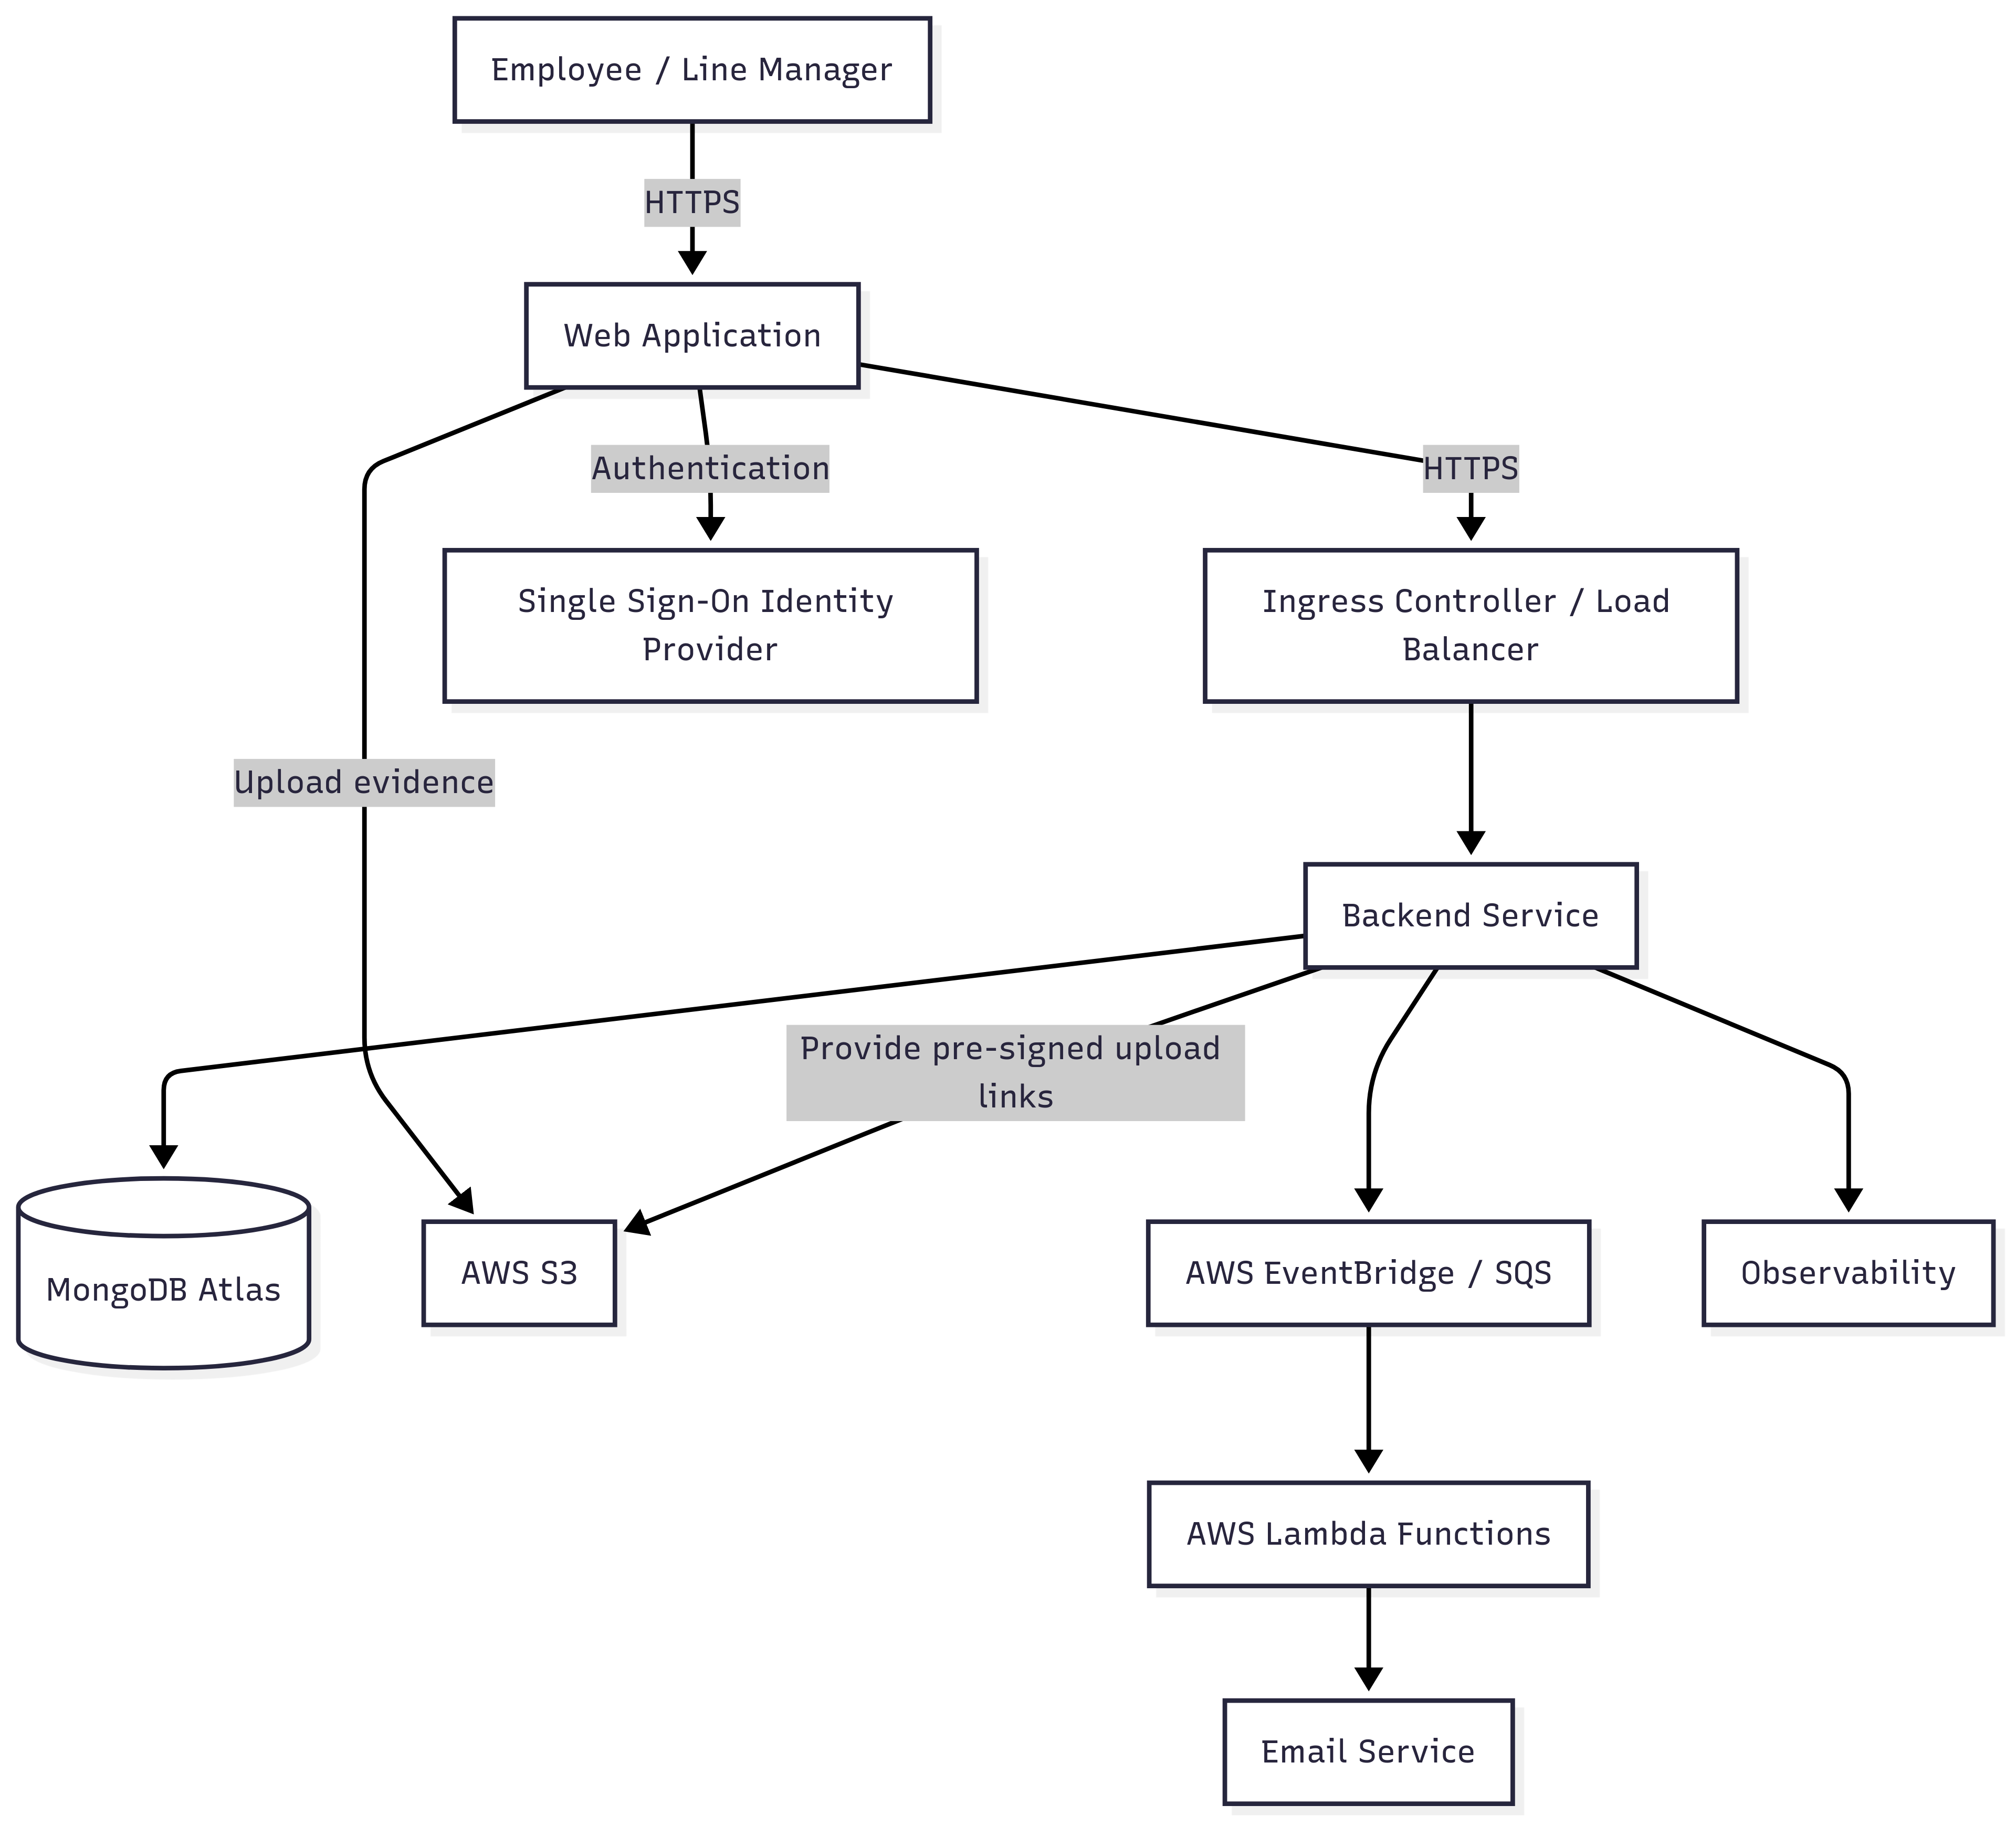 Employee / Line Manager
HTTPS
Web Application
Authentication
HTTPS
Single Sign-On Identity
Provider
Ingress Controller / Load
Balancer
Upload evidence
Backend Service
Provide pre-signed upload
links
MongoDB Atlas
AWS S3
AWS EventBridge / SQS
Observability
AWS Lambda Functions
Email Service